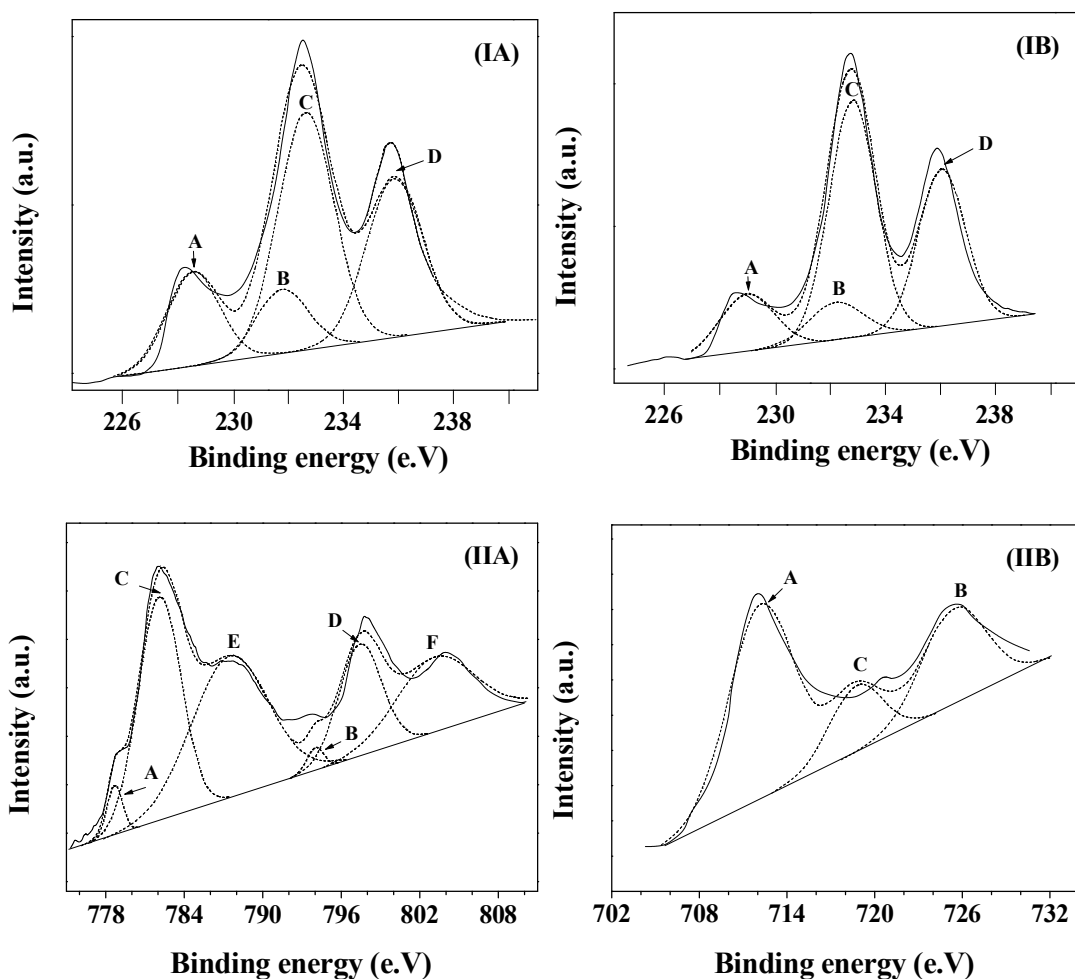 (IA)
Intensity (a.u.)
A
B
C
D
226 230 234 238
Binding energy (e.V)
(IB)
Intensity (a.u.)
A
B
C
D
226 230 234 238
Binding energy (e.V)
(IIA)
Intensity (a.u.)
C
E
D
F
B
A
778 784 790 796 802 808
Binding energy (e.V)
(IIB)
Intensity (a.u.)
A
B
C
702 708 714 720 726 732
Binding energy (e.V)